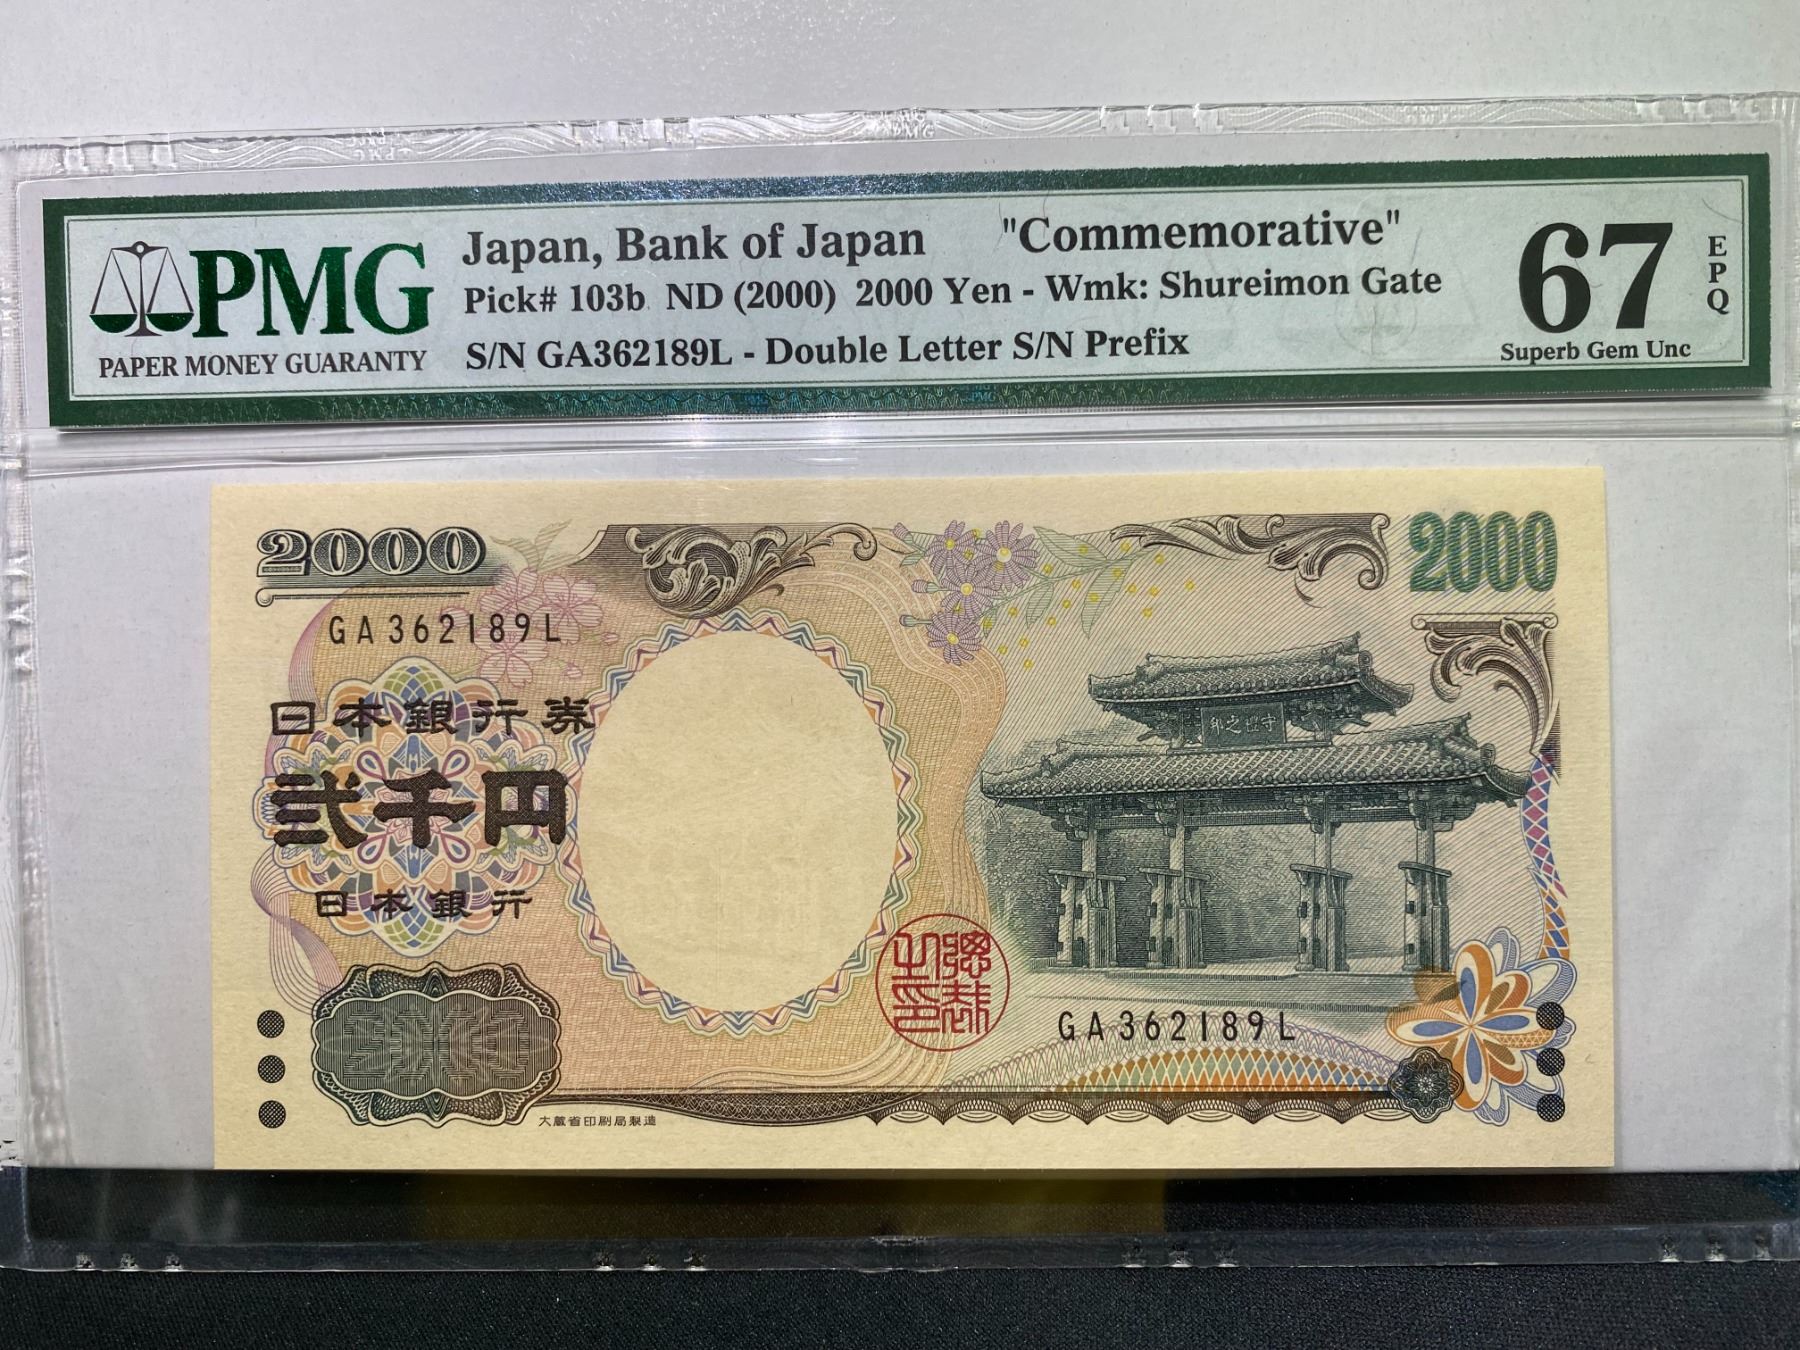 PMG
PAPER MONEY GUARANTY
Japan, Bank of Japan "Commemorative"
Pick# 103b ND (2000) 2000 Yen - Wmk: Shureimon Gate
S/N GA362189L - Double Letter S/N Prefix
67
EPQ
Superb Gem Unc
2000
2000
GA362189L
日本銀行券
弐千円
日本銀行
守禮之邦
GA362189L
大蔵省印刷局製造